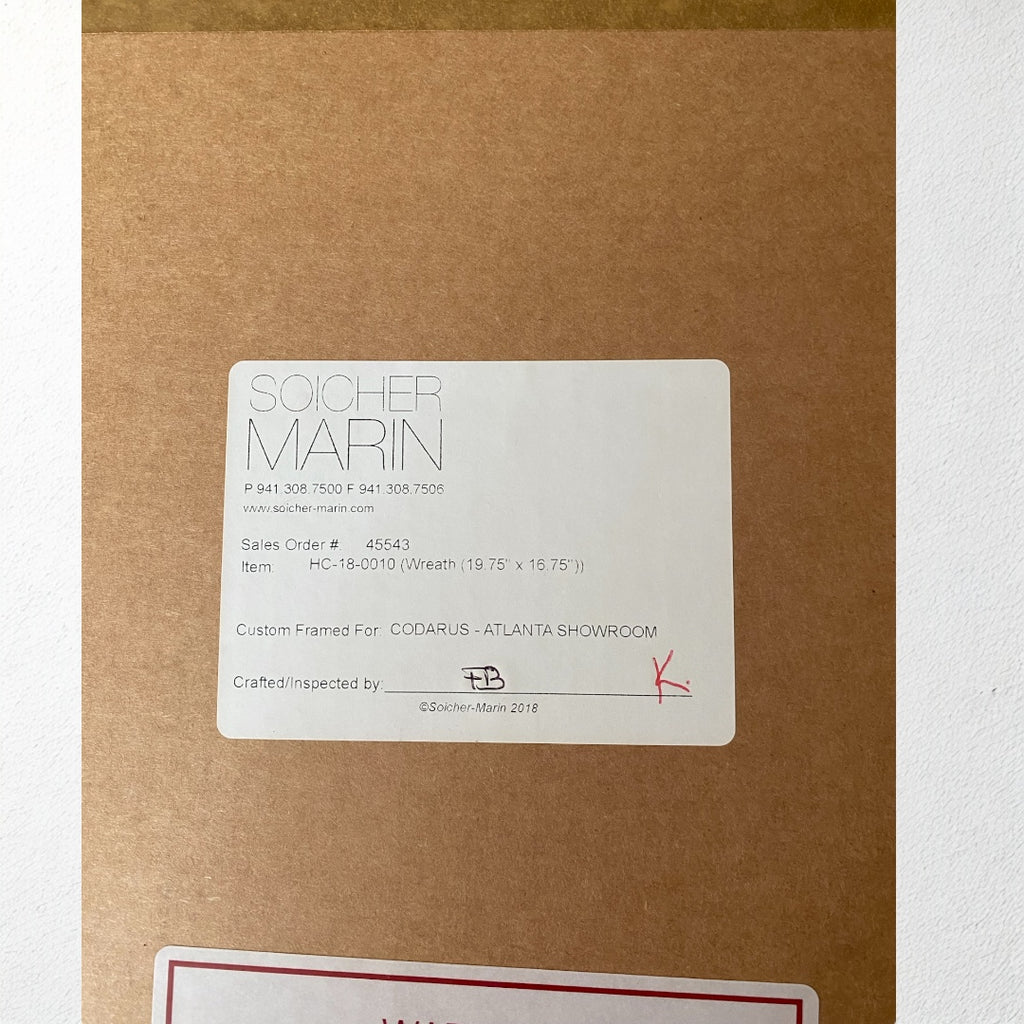 SOICHER
MARIN
P 941.308.7500 F 941.308.7506
www.soicher-marin.com
Sales Order #: 45543
Item: HC-18-0010 (Wreath (19.75" x 16.75"))
Custom Framed For: CODARUS - ATLANTA SHOWROOM
Crafted/Inspected by: FB K.
©Soicher-Marin 2018